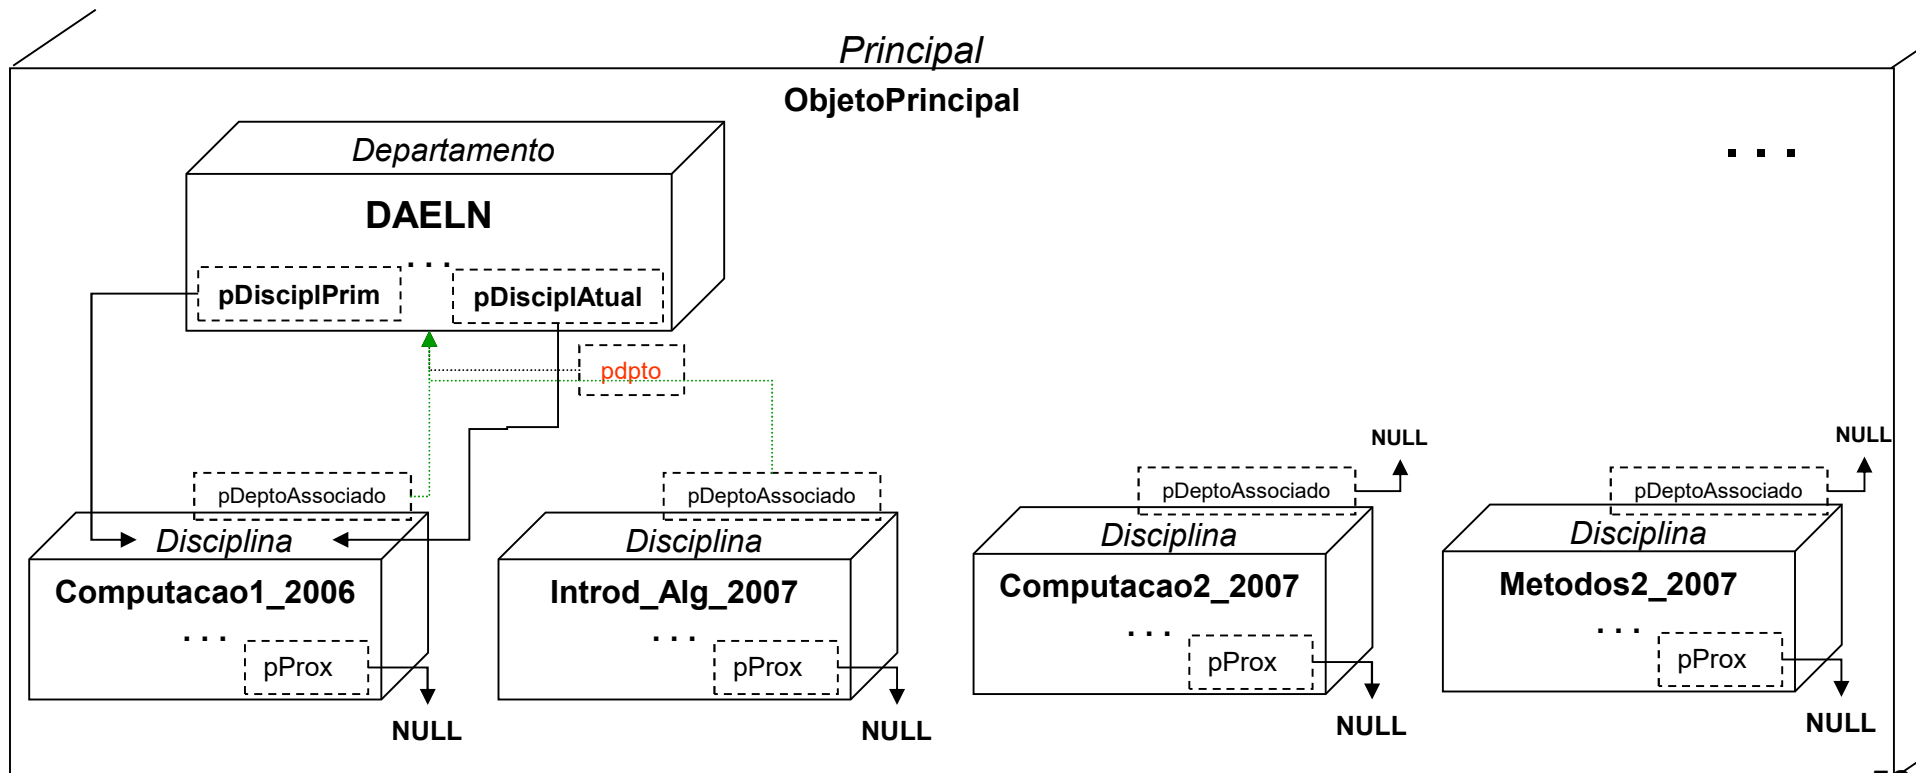 Principal
ObjetoPrincipal
Departamento
. . .
DAELN
. . .
pDisciplPrim
pDisciplAtual
pdpto
NULL
NULL
pDeptoAssociado
pDeptoAssociado
pDeptoAssociado
pDeptoAssociado
Disciplina
Disciplina
Disciplina
Disciplina
Computacao1_2006
Introd_Alg_2007
Computacao2_2007
Metodos2_2007
. . .
. . .
. . .
. . .
pProx
pProx
pProx
pProx
NULL
NULL
NULL
NULL